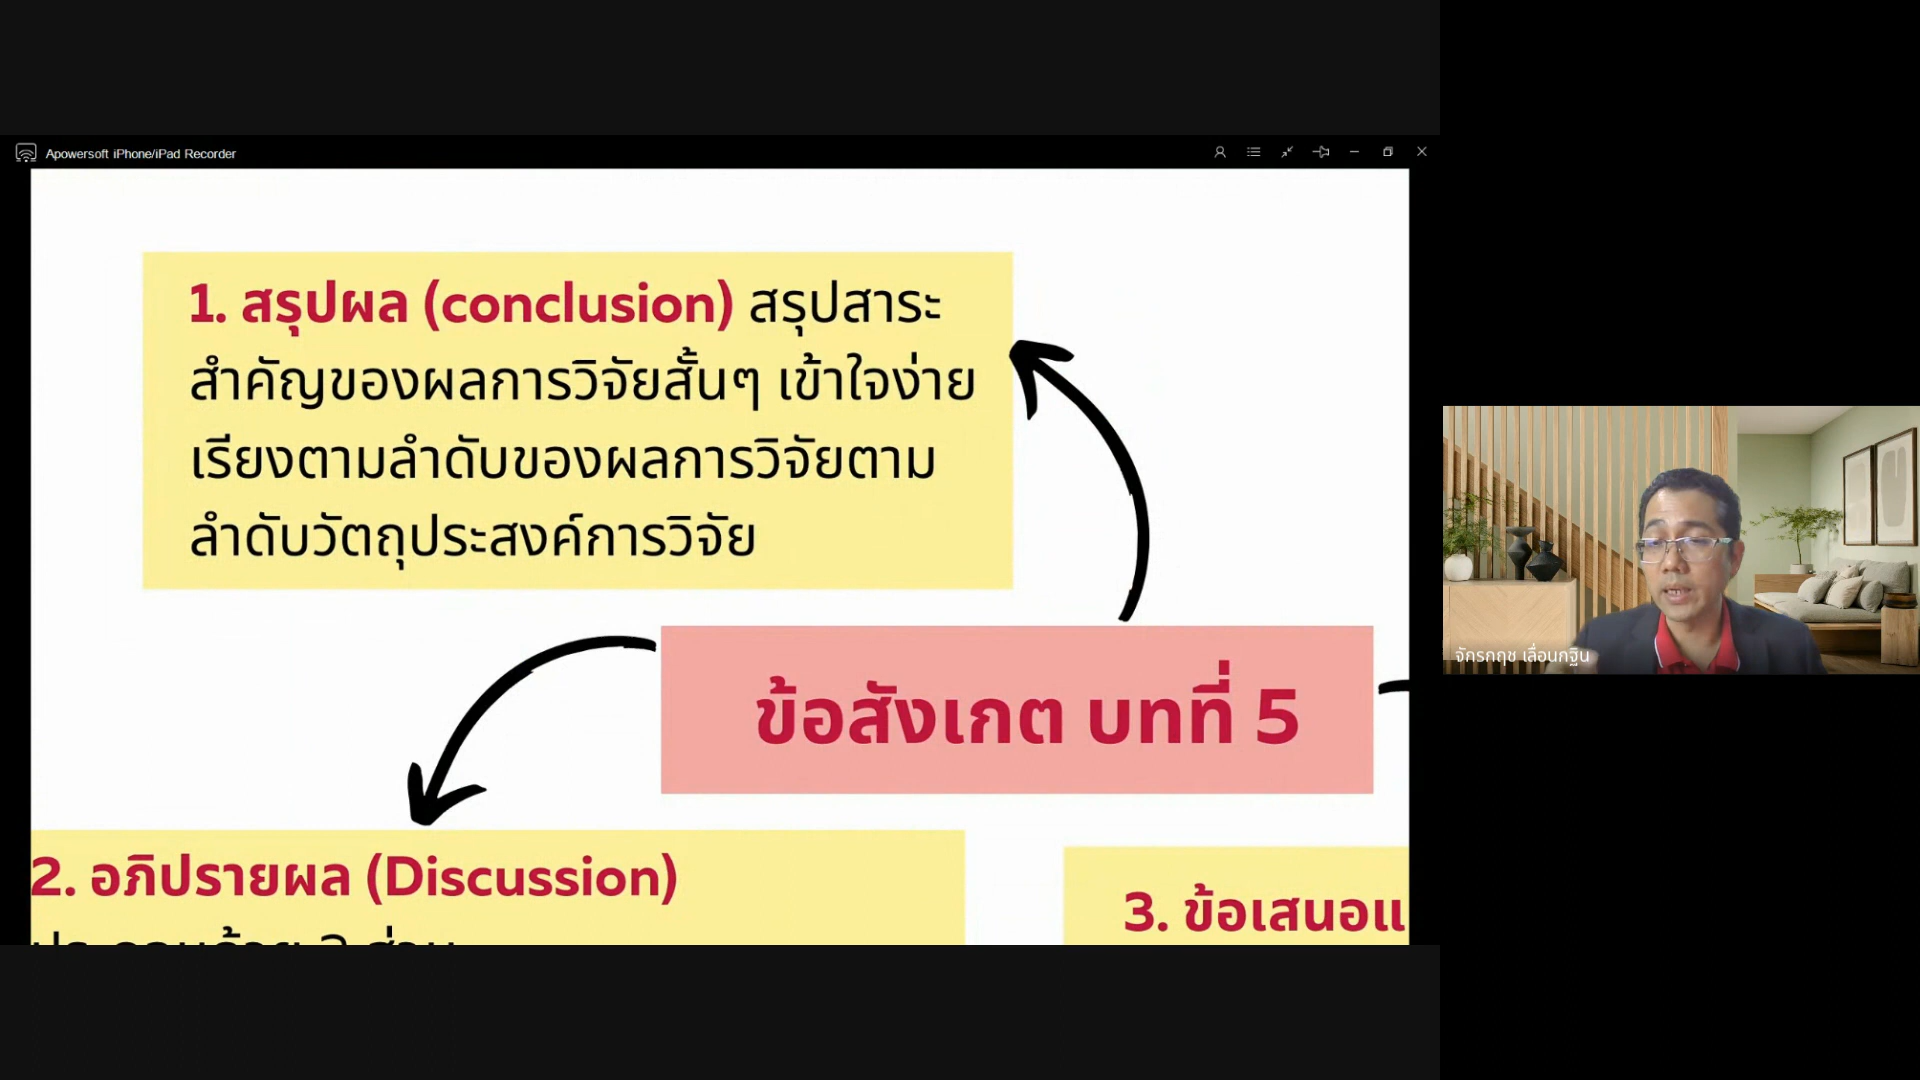 Apowersoft iPhone/iPad Recorder
1. สรุปผล (conclusion) สรุปสาระ
สำคัญของผลการวิจัยสั้นๆ เข้าใจง่าย
เรียงตามลำดับของผลการวิจัยตาม
ลำดับวัตถุประสงค์การวิจัย
ข้อสังเกต บทที่ 5
2. อภิปรายผล (Discussion)
3. ข้อเสนอแ
จักรกฤช เลื่อนกฐิน